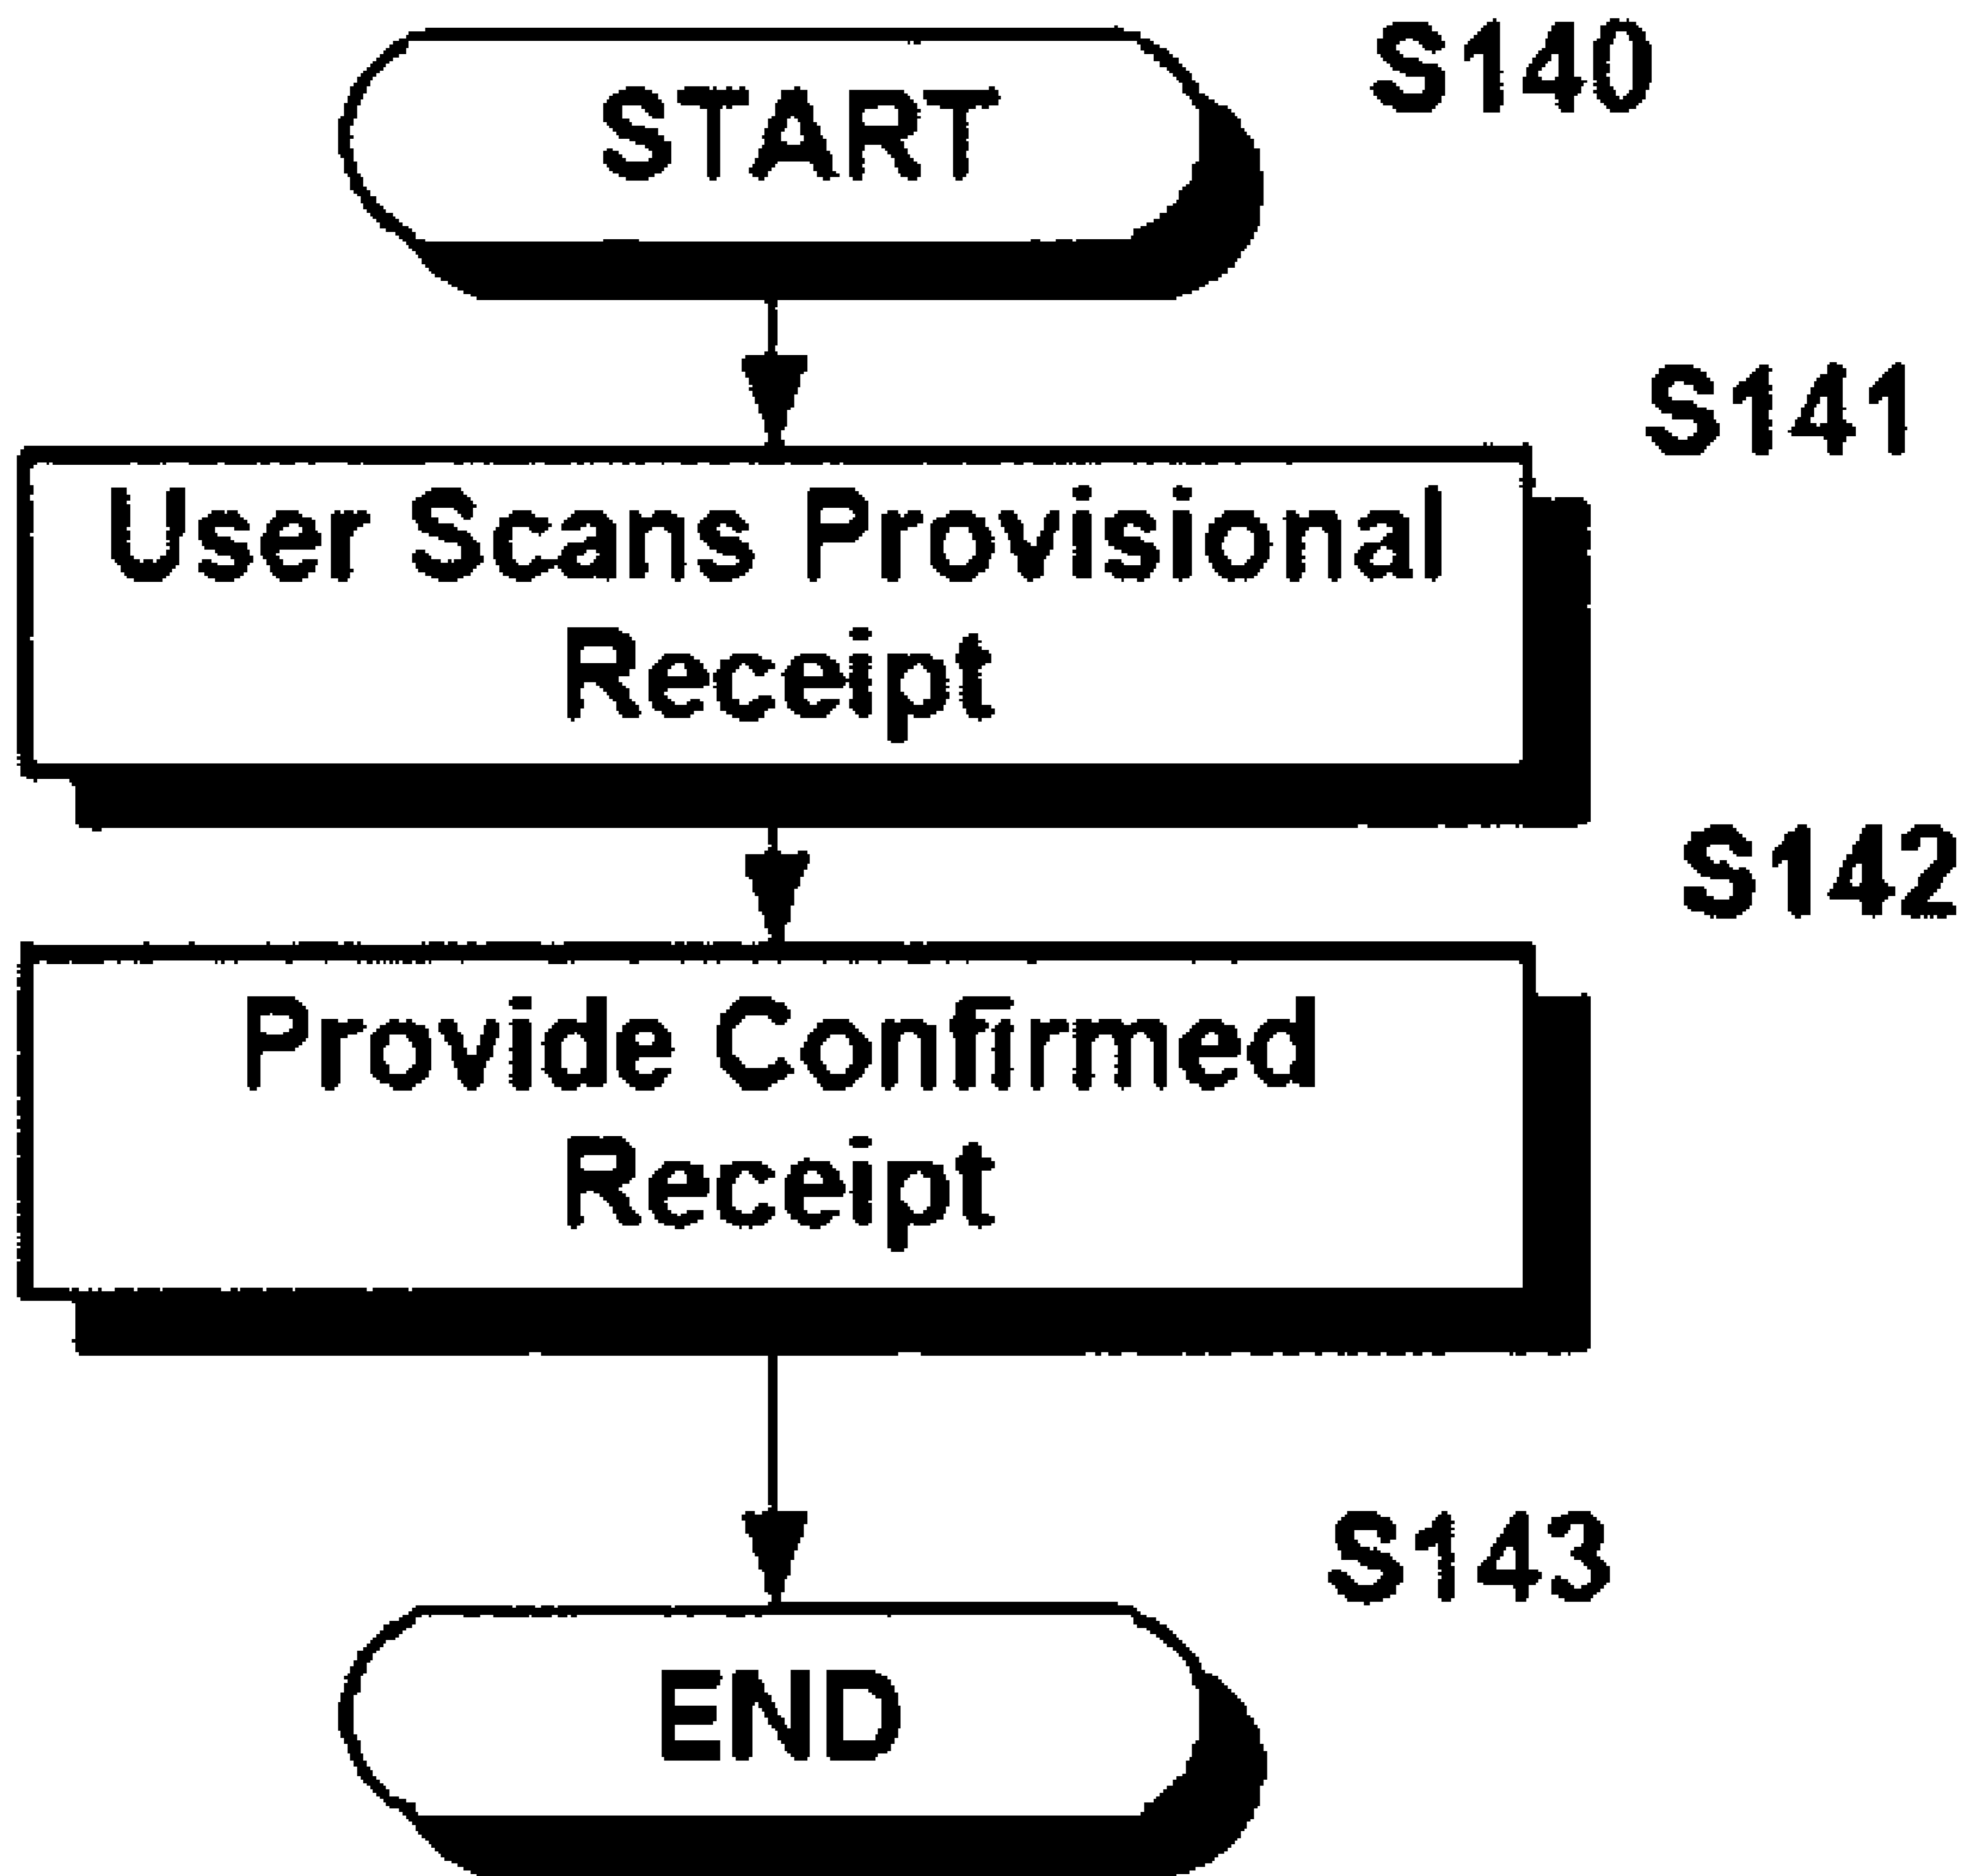 START
S140
S141
User Scans Provisional
Receipt
S142
Provide Confirmed
Receipt
S143
END